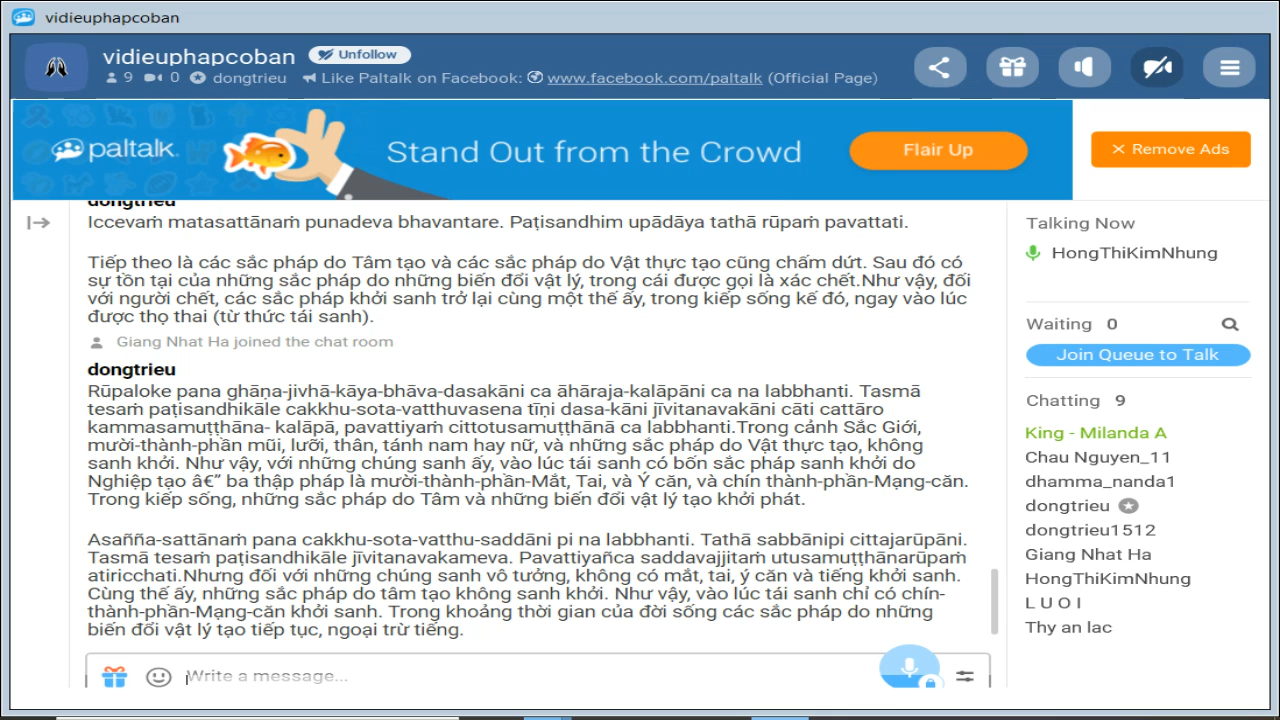 vidieuphapcoban
vidieuphapcoban Unfollow
9 0 dongtrieu Like Paltalk on Facebook: www.facebook.com/paltalk (Official Page)
paltalk Stand Out from the Crowd Flair Up
× Remove Ads
dongtrieu
Iccevaṁ matasattānaṁ punadeva bhavantare. Paṭisandhim upādāya tathā rūpaṁ pavattati.
Tiếp theo là các sắc pháp do Tâm tạo và các sắc pháp do Vật thực tạo cũng chấm dứt. Sau đó có
sự tồn tại của những sắc pháp do những biến đổi vật lý, trong cái được gọi là xác chết.Như vậy, đối
với người chết, các sắc pháp khởi sanh trở lại cùng một thế ấy, trong kiếp sống kế đó, ngay vào lúc
được thọ thai (từ thức tái sanh).
Giang Nhat Ha joined the chat room
dongtrieu
Rūpaloke pana ghāṇa-jivhā-kāya-bhāva-dasakāni ca āhāraja-kalāpāni ca na labbhanti. Tasmā
tesaṁ paṭisandhikāle cakkhu-sota-vatthuvasena tīṇi dasa-kāni jīvitanavakāni cāti cattāro
kammasamuṭṭhāna- kalāpā, pavattiyaṁ cittotusamuṭṭhānā ca labbhanti.Trong cảnh Sắc Giới,
mười-thành-phần mũi, lưỡi, thân, tánh nam hay nữ, và những sắc pháp do Vật thực tạo, không
sanh khởi. Như vậy, với những chúng sanh ấy, vào lúc tái sanh có bốn sắc pháp sanh khởi do
Nghiệp tạo â€” ba thập pháp là mười-thành-phần-Mắt, Tai, và Ý căn, và chín thành-phần-Mạng-căn.
Trong kiếp sống, những sắc pháp do Tâm và những biến đổi vật lý tạo khởi phát.
Asañña-sattānaṁ pana cakkhu-sota-vatthu-saddāni pi na labbhanti. Tathā sabbānipi cittajarūpāni.
Tasmā tesaṁ paṭisandhikāle jīvitanavakameva. Pavattiyañca saddavajjitaṁ utusamuṭṭhānarūpaṁ
atiricchati.Nhưng đối với những chúng sanh vô tưởng, không có mắt, tai, ý căn và tiếng khởi sanh.
Cùng thế ấy, những sắc pháp do tâm tạo không sanh khởi. Như vậy, vào lúc tái sanh chỉ có chín-
thành-phần-Mạng-căn khởi sanh. Trong khoảng thời gian của đời sống các sắc pháp do những
biến đổi vật lý tạo tiếp tục, ngoại trừ tiếng.
Write a message...
Talking Now
HongThiKimNhung
Waiting 0
Join Queue to Talk
Chatting 9
King - Milanda A
Chau Nguyen_11
dhamma_nanda1
dongtrieu
dongtrieu1512
Giang Nhat Ha
HongThiKimNhung
L U O I
Thy an lac